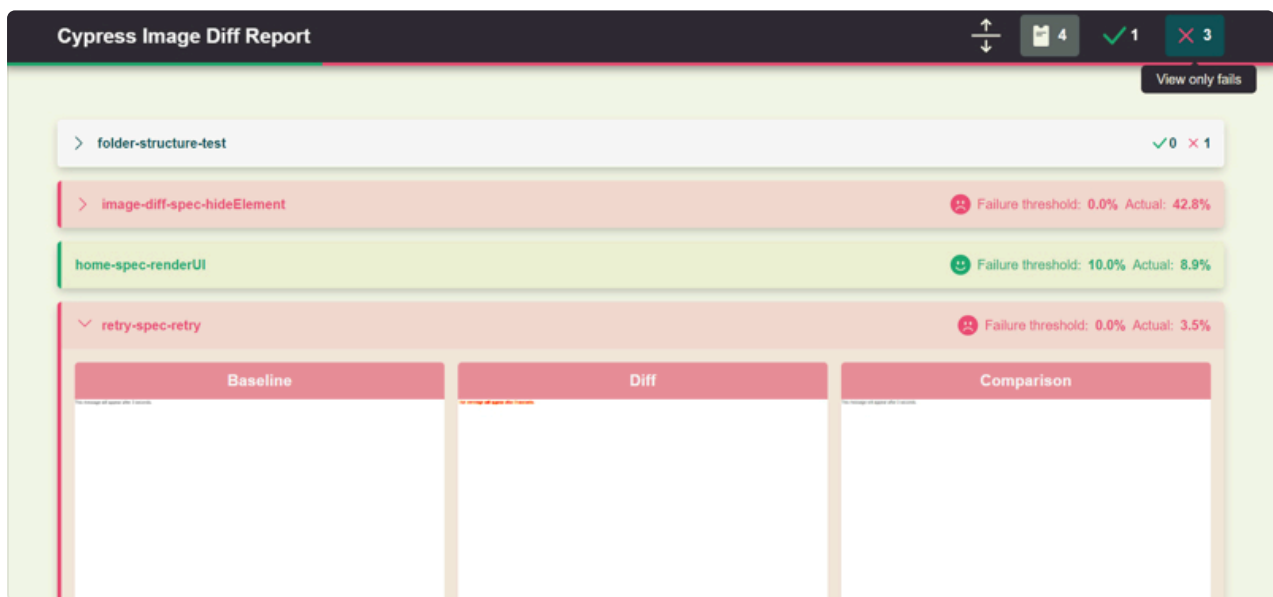 Cypress Image Diff Report 4 1 3
View only fails
folder-structure-test 0 1
image-diff-spec-hideElement Failure threshold: 0.0% Actual: 42.8%
home-spec-renderUI Failure threshold: 10.0% Actual: 8.9%
retry-spec-retry Failure threshold: 0.0% Actual: 3.5%
Baseline Diff Comparison